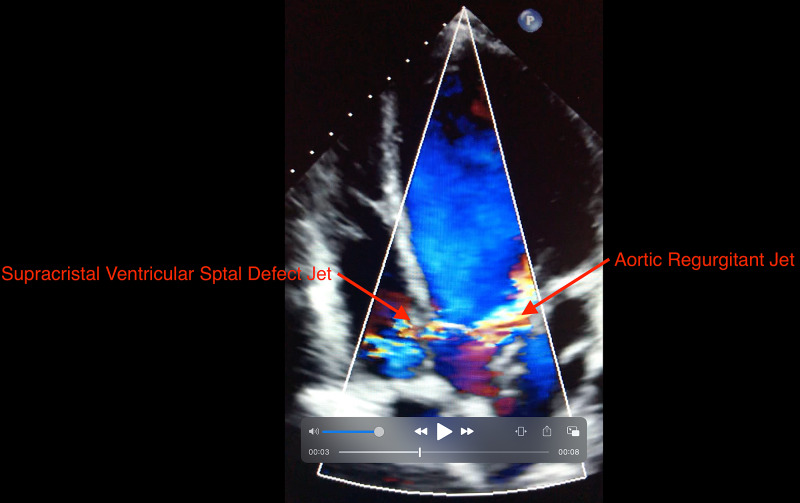 P
Supracristal Ventricular Sptal Defect Jet
Aortic Regurgitant Jet
00:03
00:08